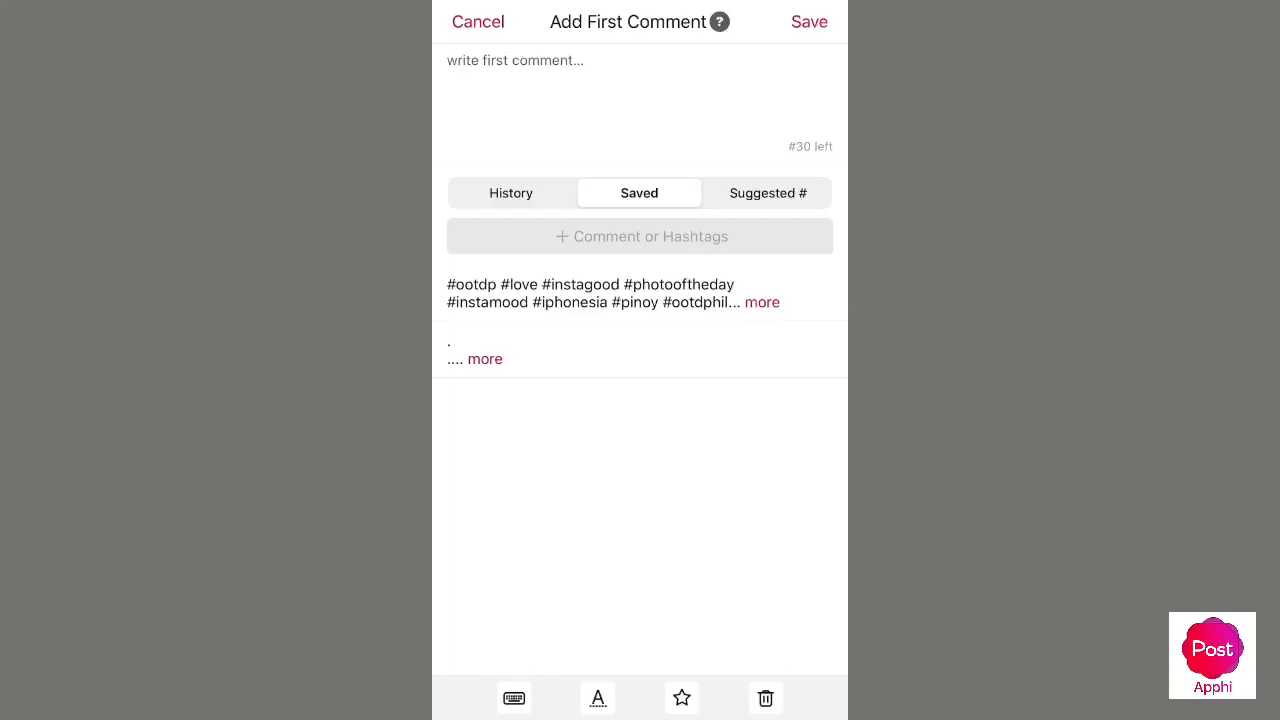 Cancel Add First Comment ? Save
write first comment...
#30 left
History Saved Suggested #
+ Comment or Hashtags
#ootdp #love #instagood #photooftheday
#instamood #iphonesia #pinoy #ootdphil... more
.
.... more
A
Post
Apphi